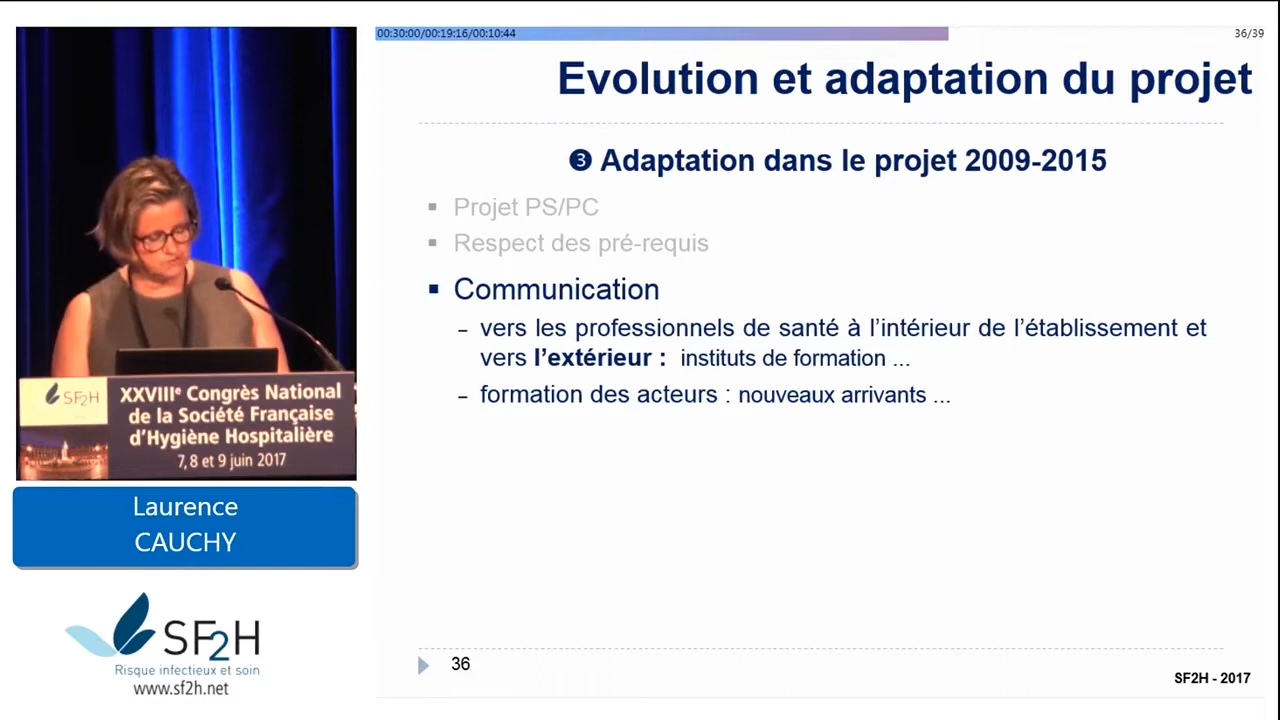 00:30:00/00:19:16/00:10:44
36/39
Evolution et adaptation du projet
❸ Adaptation dans le projet 2009-2015
▪ Projet PS/PC
▪ Respect des pré-requis
▪ Communication
– vers les professionnels de santé à l’intérieur de l’établissement et
vers l’extérieur : instituts de formation ...
– formation des acteurs : nouveaux arrivants ...
36
SF2H - 2017
SF2H
XXVIIIe Congrès National
de la Société Française
d’Hygiène Hospitalière
7, 8 et 9 juin 2017
Laurence
CAUCHY
SF2H
Risque infectieux et soin
www.sf2h.net